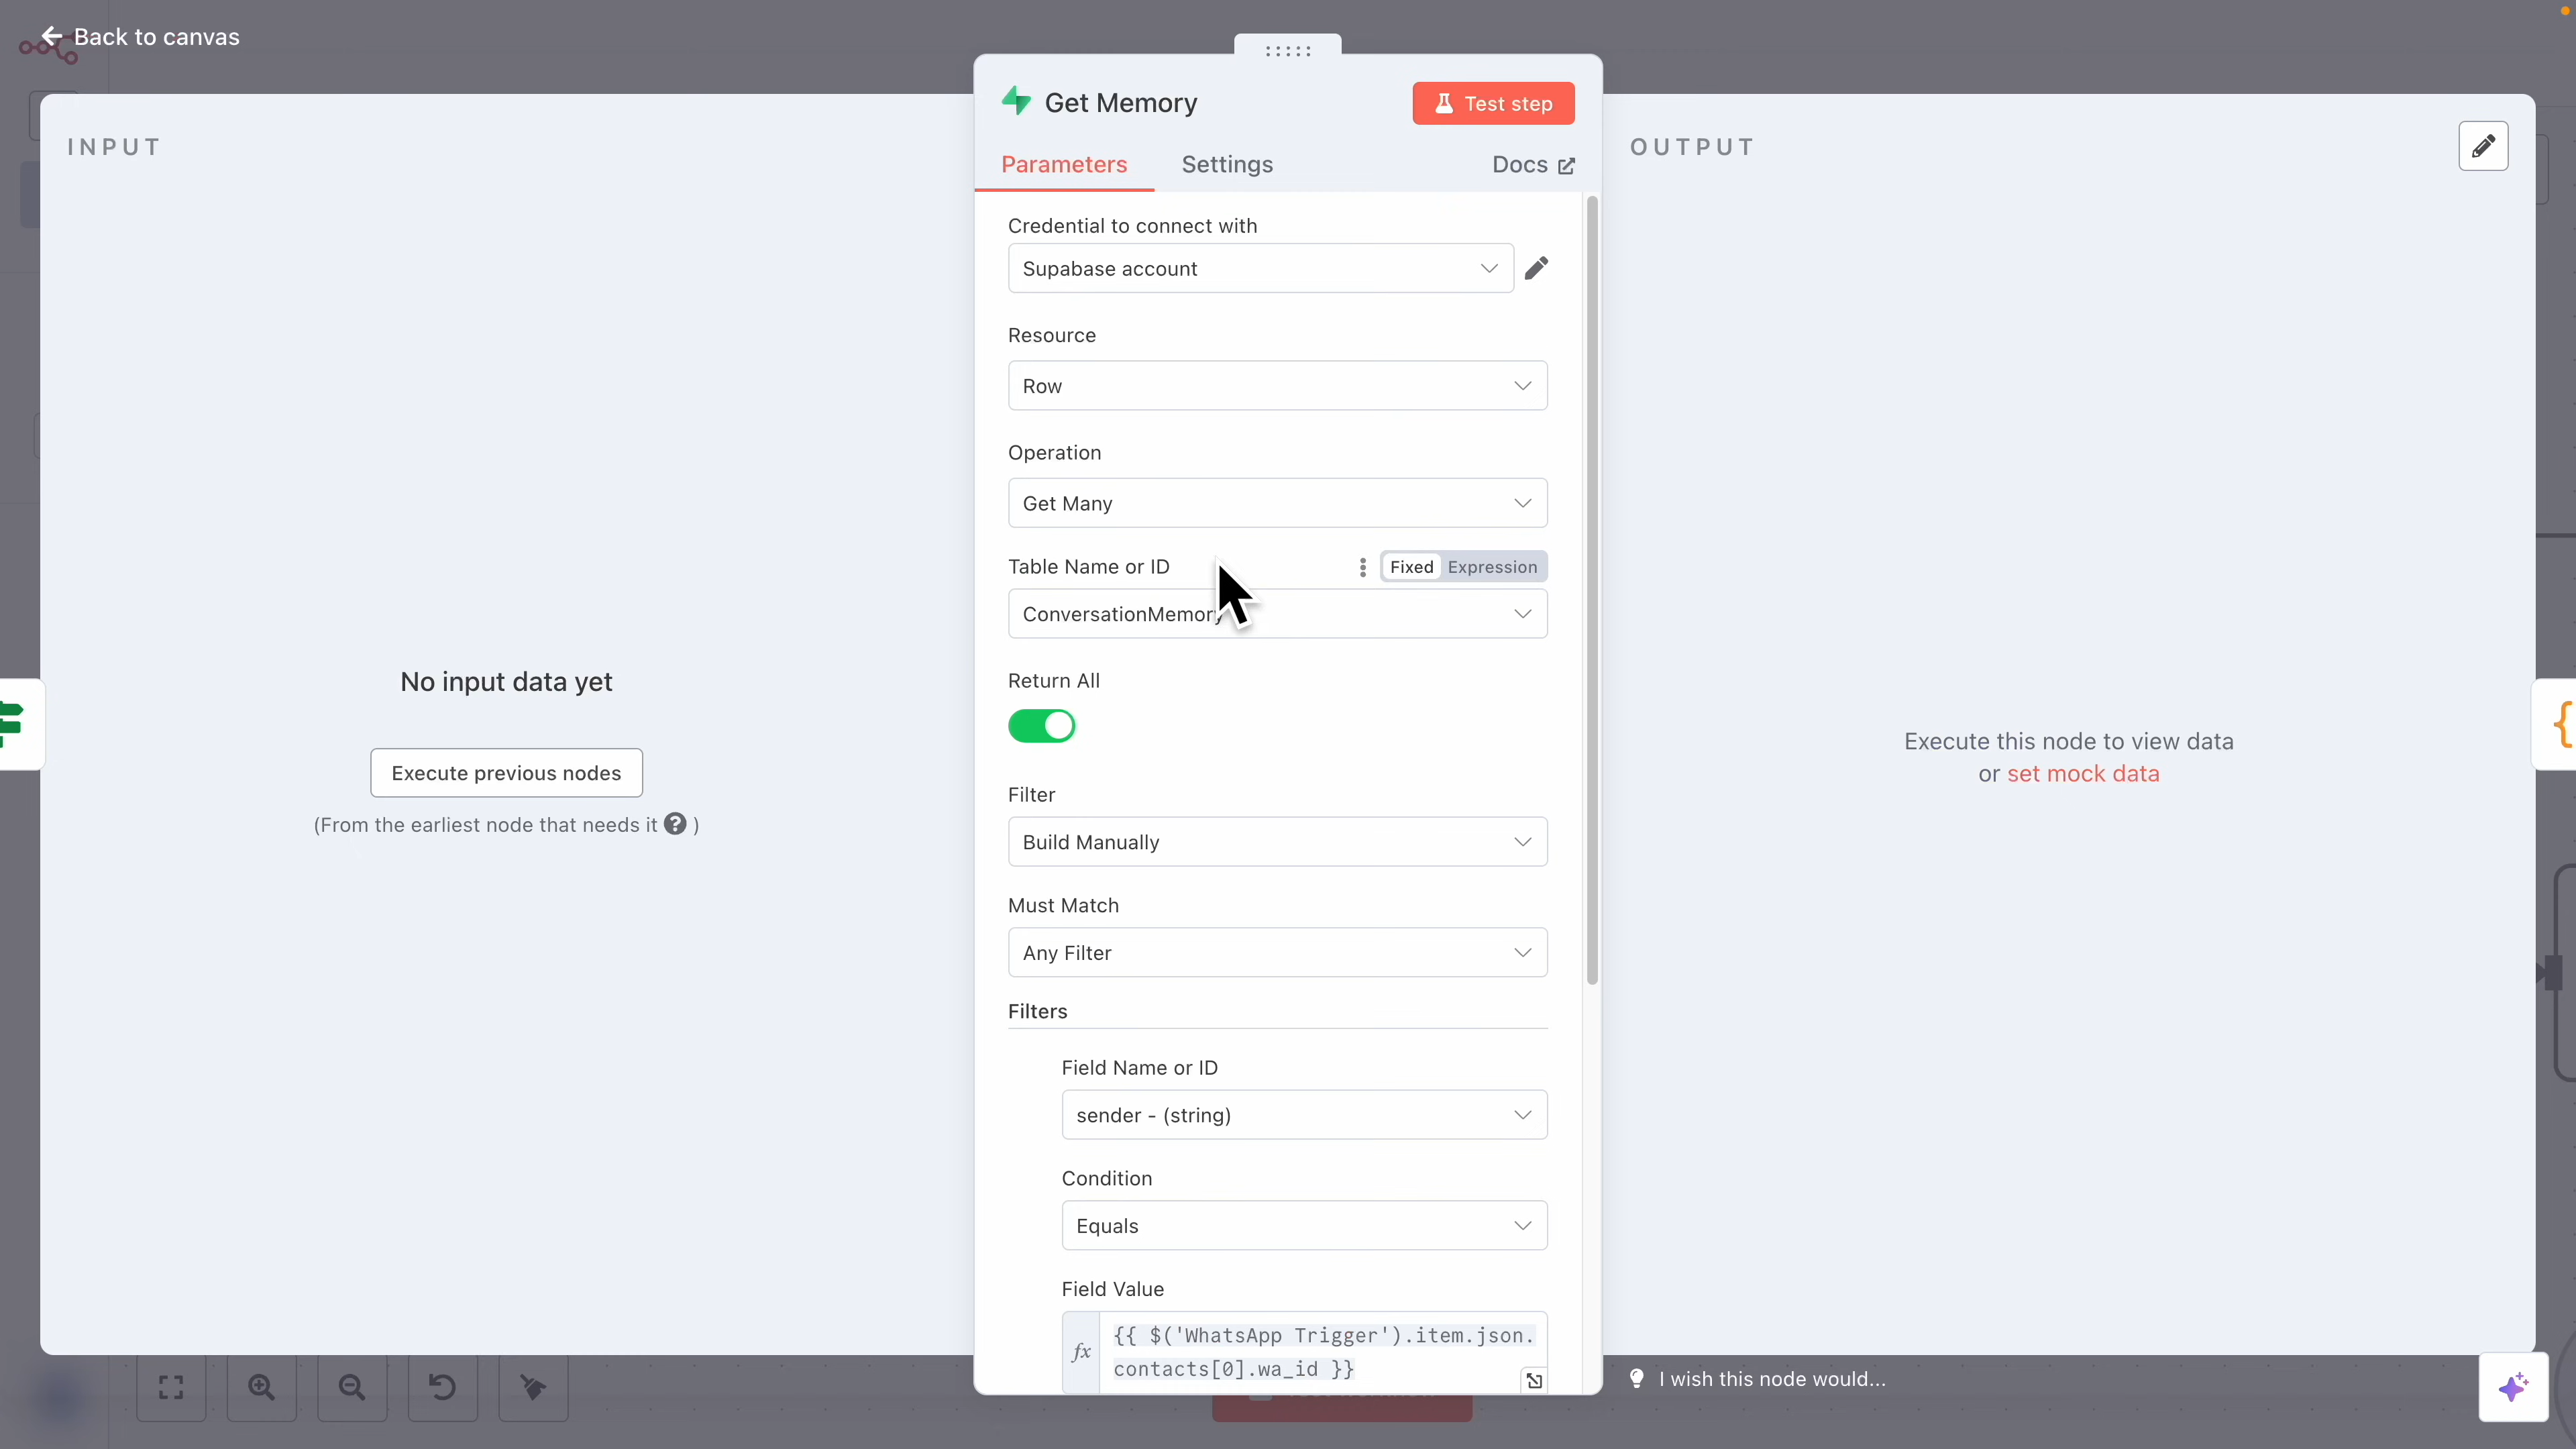 Back to canvas
INPUT
No input data yet
Execute previous nodes
(From the earliest node that needs it ? )
Get Memory
Test step
Parameters
Settings
Docs
Credential to connect with
Supabase account
Resource
Row
Operation
Get Many
Table Name or ID
Fixed Expression
ConversationMemory
Return All
Filter
Build Manually
Must Match
Any Filter
Filters
Field Name or ID
sender - (string)
Condition
Equals
Field Value
fx
{{ $('WhatsApp Trigger').item.json.
contacts[0].wa_id }}
OUTPUT
Execute this node to view data
or set mock data
I wish this node would...